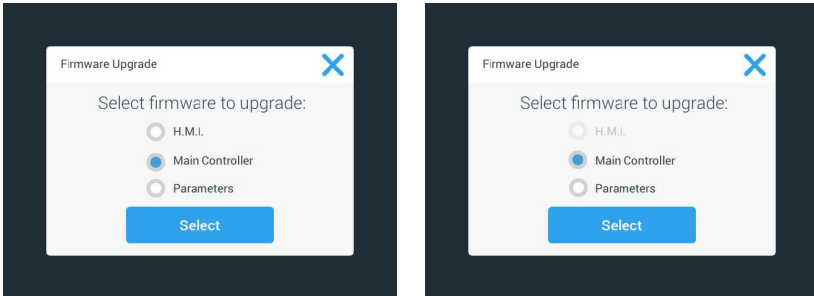 Firmware Upgrade
Select firmware to upgrade:
H.M.I.
Main Controller
Parameters
Select
Firmware Upgrade
Select firmware to upgrade:
H.M.I.
Main Controller
Parameters
Select